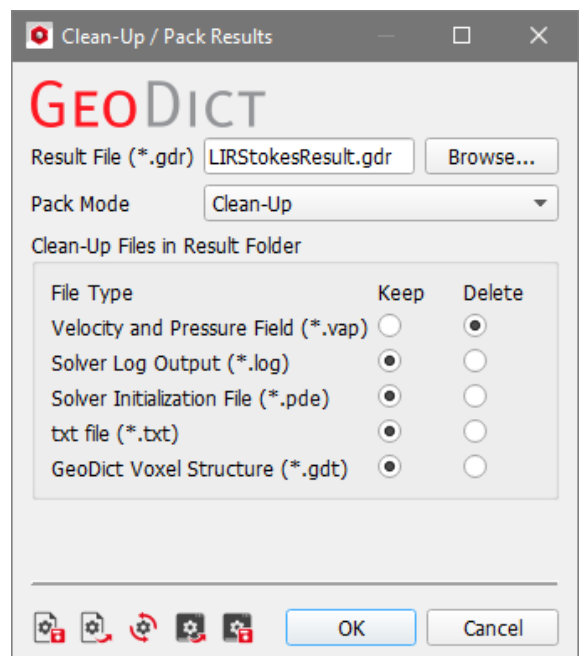 Clean-Up / Pack Results
GEODICT
Result File (*.gdr) LIRStokesResult.gdr Browse...
Pack Mode Clean-Up
Clean-Up Files in Result Folder
File Type Keep Delete
Velocity and Pressure Field (*.vap)
Solver Log Output (*.log)
Solver Initialization File (*.pde)
txt file (*.txt)
GeoDict Voxel Structure (*.gdt)
OK Cancel